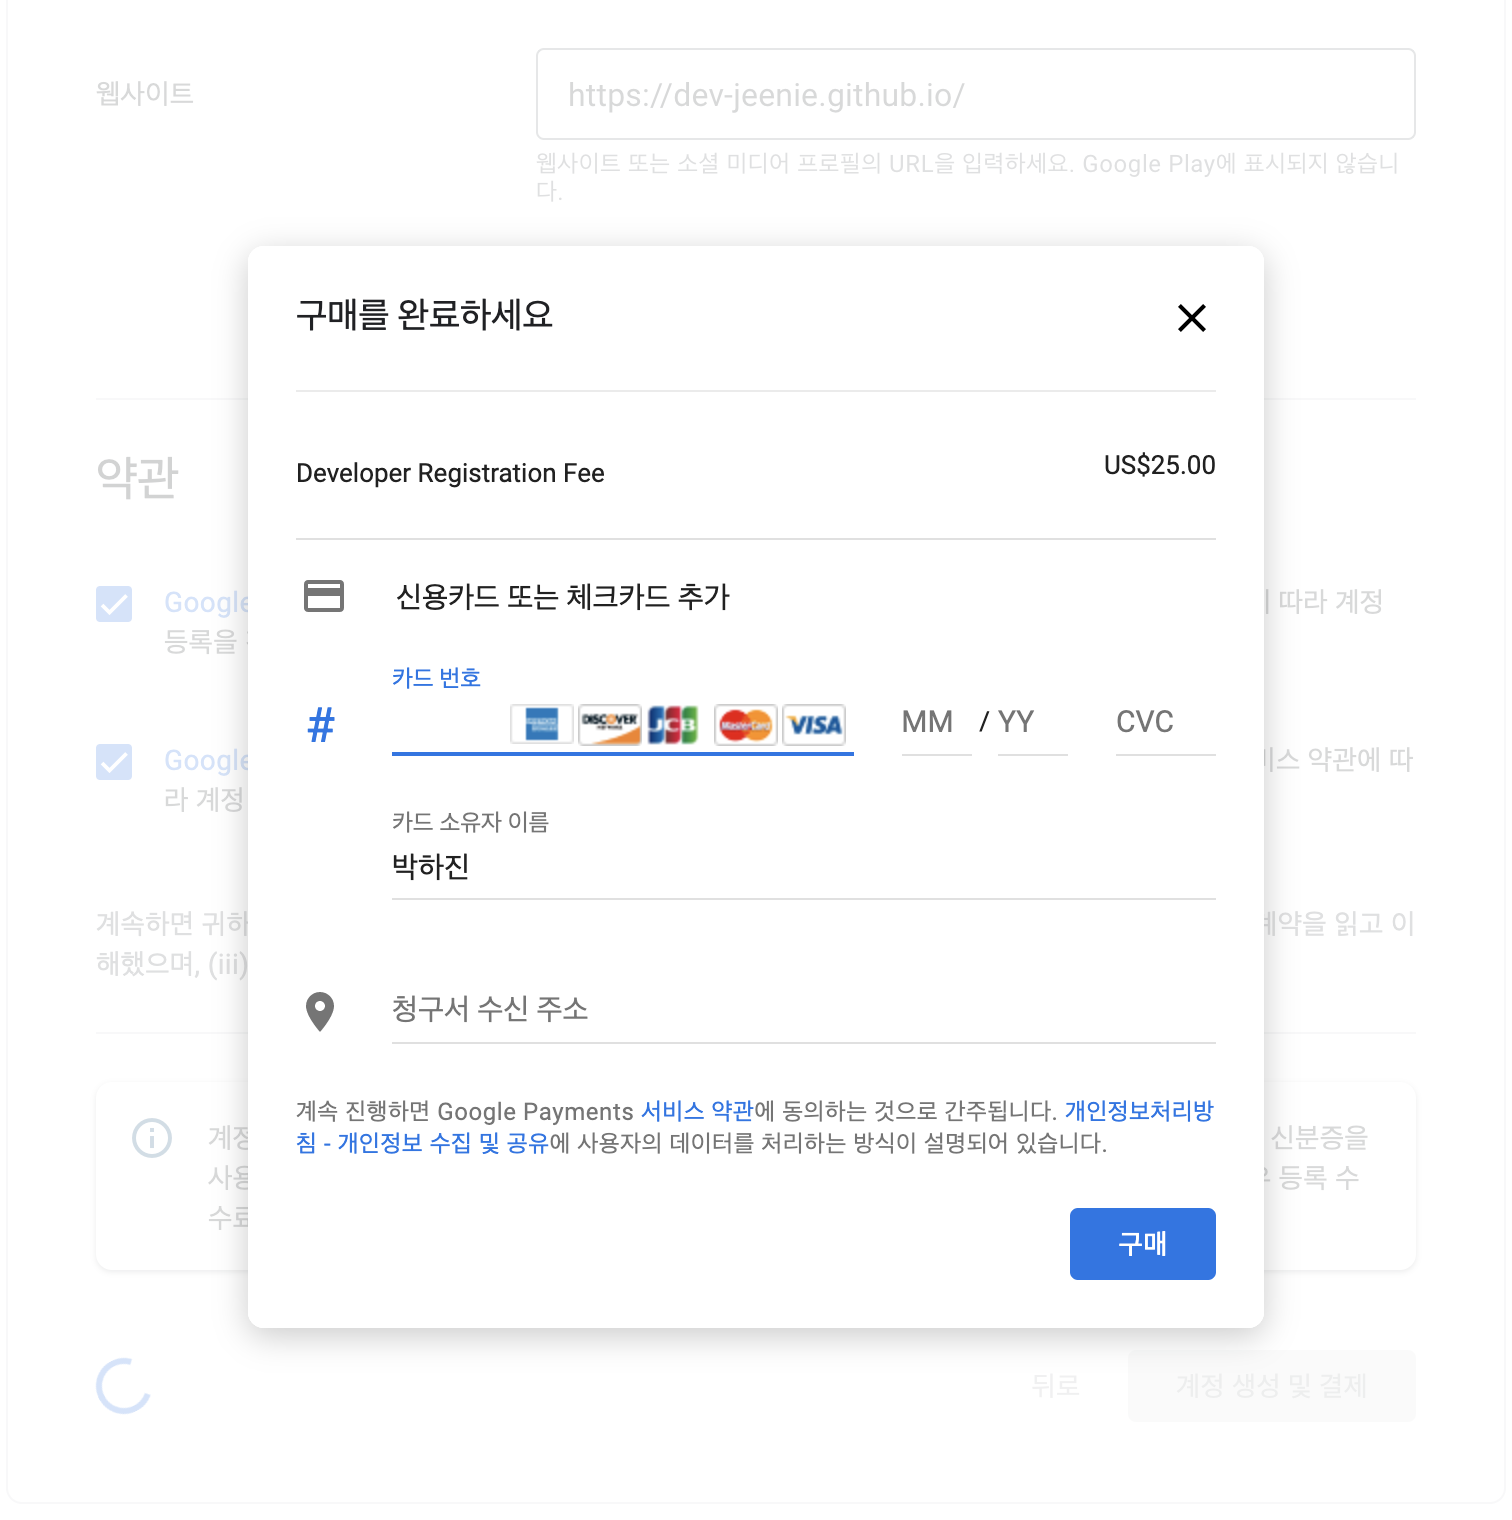 웹사이트
https://dev-jeenie.github.io/
웹사이트 또는 소셜 미디어 프로필의 URL을 입력하세요. Google Play에 표시되지 않습니
다.
구매를 완료하세요
약관
Developer Registration Fee
US$25.00
신용카드 또는 체크카드 추가
Google
따라 계정
등록을
카드 번호
#
AMERICAN EXPRESS
DISCOVER
JCB
MasterCard
VISA
MM / YY
CVC
Google
비스 약관에 따
라 계정
카드 소유자 이름
박하진
계속하면 귀하
계약을 읽고 이
해했으며, (iii)
청구서 수신 주소
계속 진행하면 Google Payments 서비스 약관에 동의하는 것으로 간주됩니다. 개인정보처리방
침 - 개인정보 수집 및 공유에 사용자의 데이터를 처리하는 방식이 설명되어 있습니다.
계정
신분증을
사용
등록 수
수료
구매
뒤로
계정 생성 및 결제